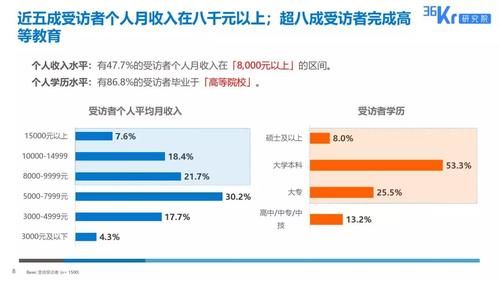 近五成受访者个人月收入在八千元以上；超八成受访者完成高
等教育
36Kr 研究院
个人收入水平：有47.7%的受访者个人月收入在「8,000元以上」的区间。
个人学历水平：有86.8%的受访者毕业于「高等院校」。
受访者个人平均月收入
15000元以上 7.6%
10000-14999 18.4%
8000-9999元 21.7%
5000-7999元 30.2%
3000-4999元 17.7%
3000元及以下 4.3%
受访者学历
硕士及以上 8.0%
大学本科 53.3%
大专 25.5%
高中/中专/中
技 13.2%
8 Base: 受访受访者 (n= 1500)